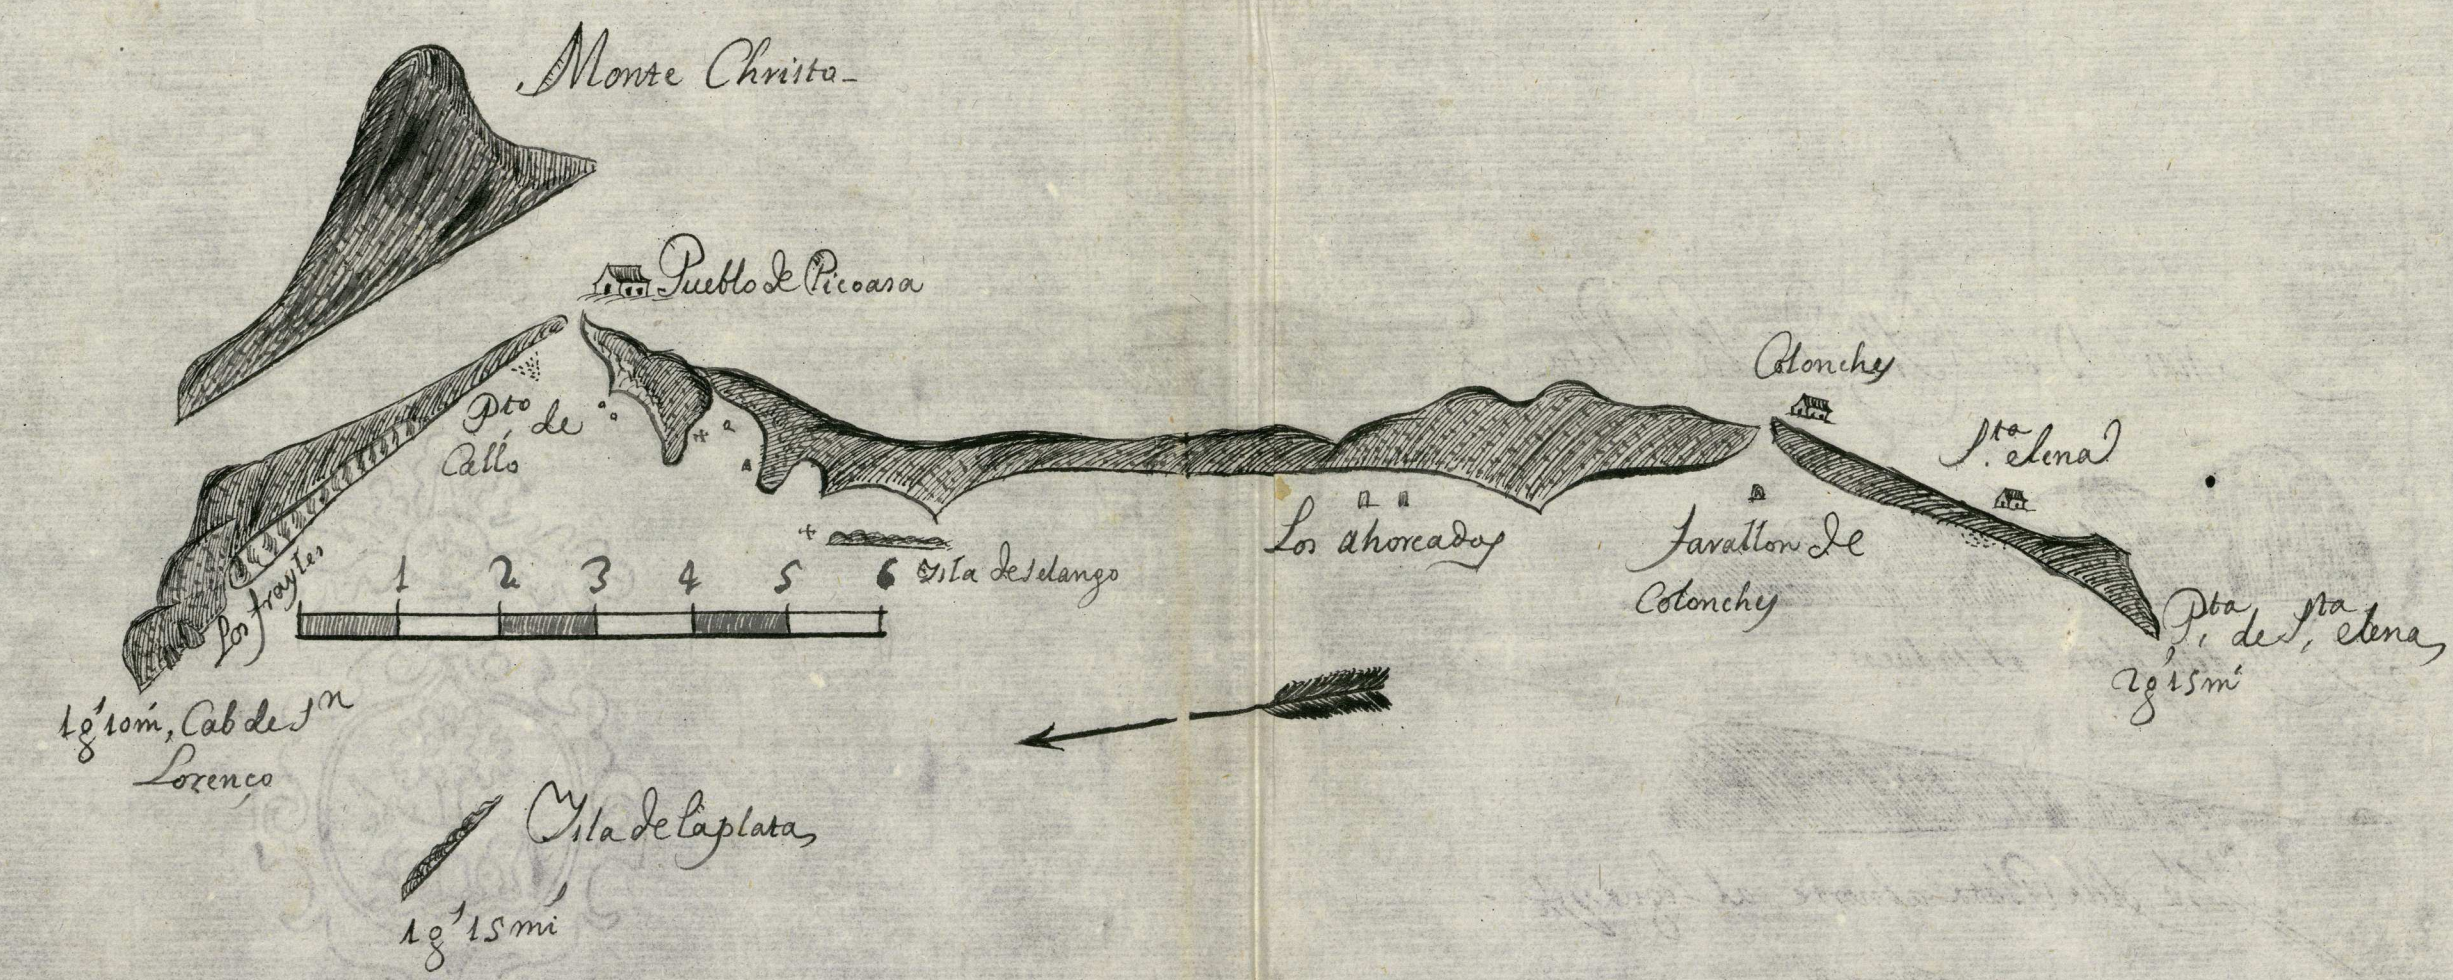 Monte Christo
Pueblo de Picoasa
Pto de
Callo
Los frayles
1 2 3 4 5 6
Ysla de selango
Los ahorcados
Colonches
farallon de
Colonches
Sta elena
Pta de Sta elena
2g 15m
1g 10m, Cab de Sn
Lorenço
Ysla de la plata
1g 15mi